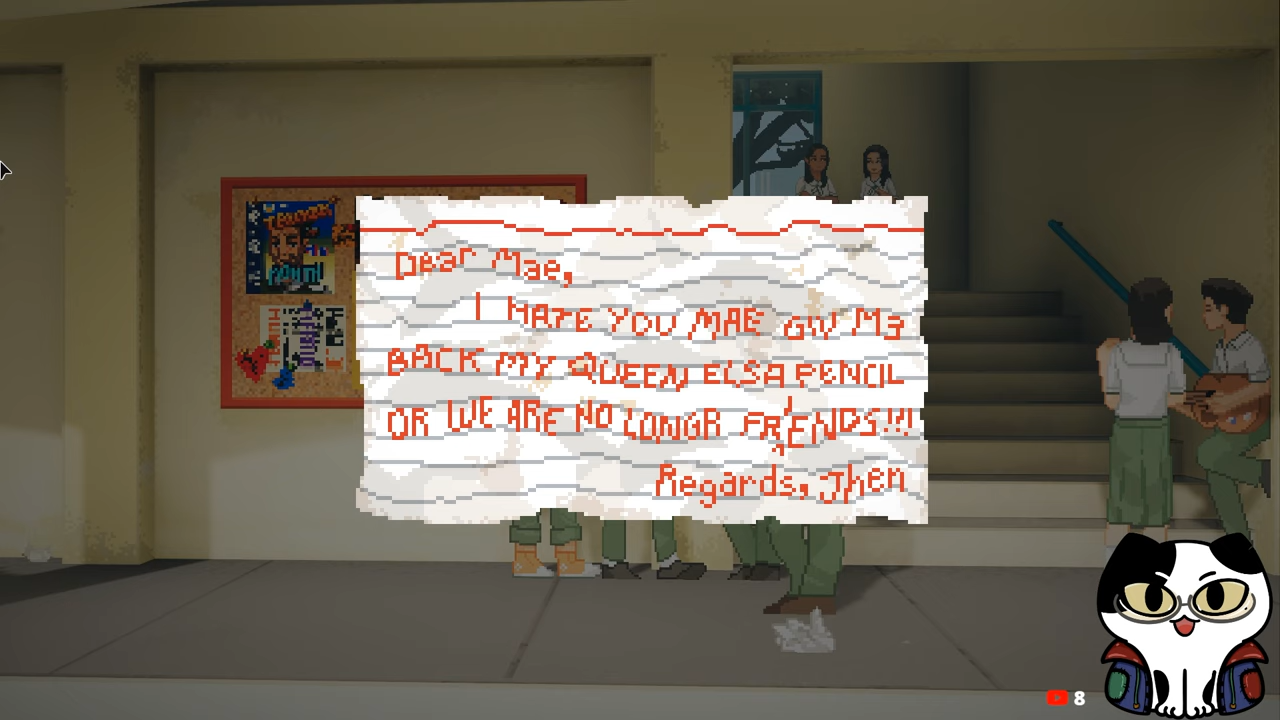 Dear Mae,
I HATE YOU MAE GIV ME
BACK MY QUEEN ELSA PENCIL
OR WE ARE NO LONGR FRIENDS!!!
Regards, Jhen
8